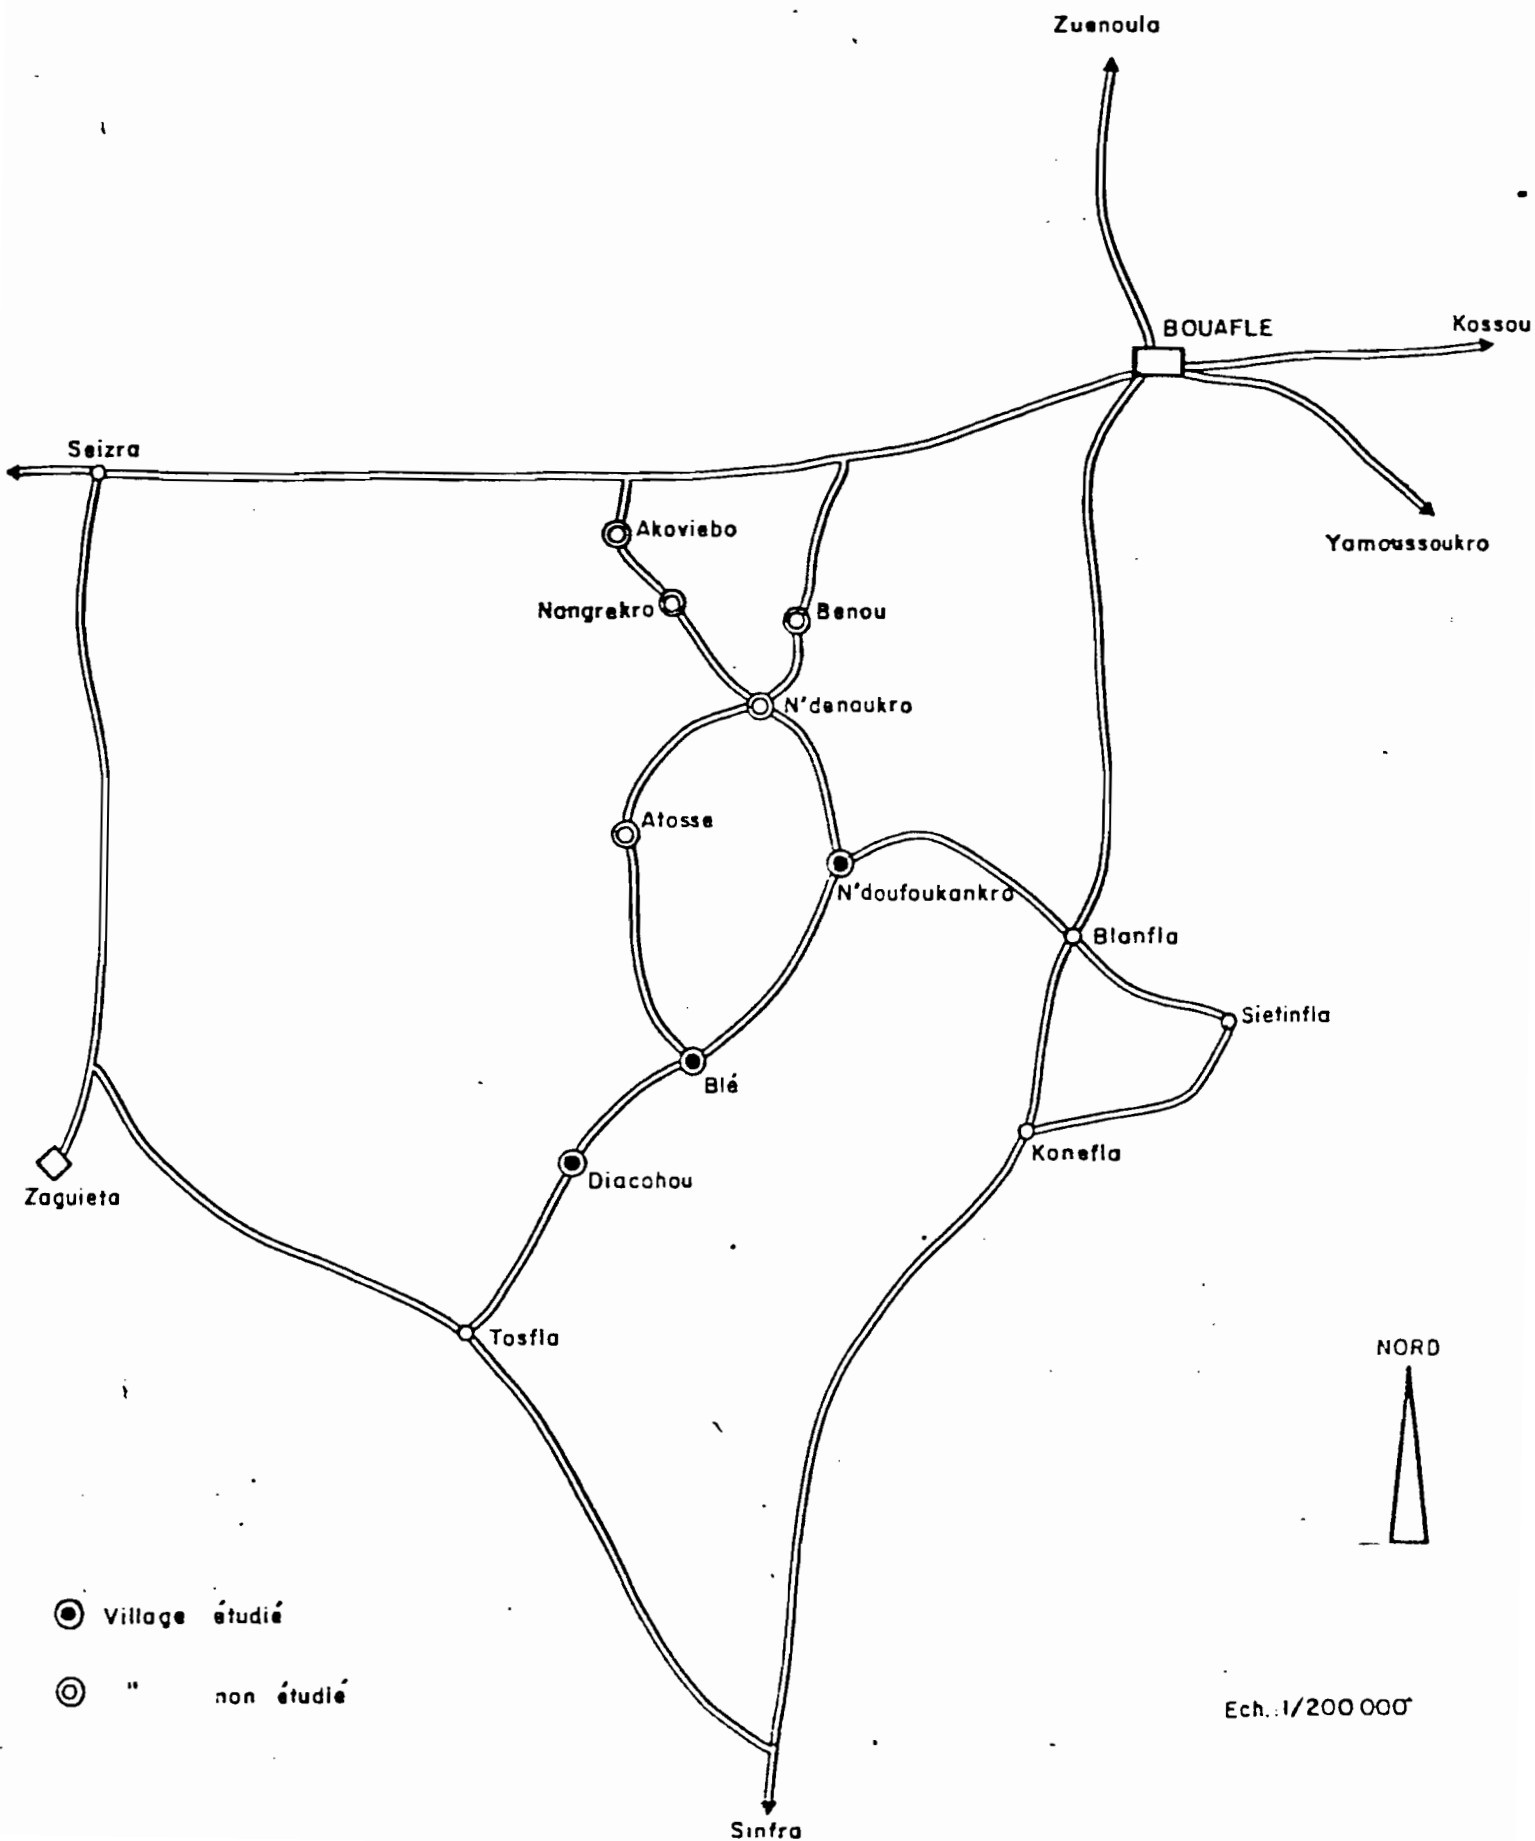 Zuenoula
BOUAFLE
Kossou
Seizra
Yamoussoukro
Akoviebo
Nangrekro
Benou
N'denoukro
Atosse
N'doufoukankro
Blanfla
Sietinfla
Blé
Konefla
Diacohou
Zaguieta
Tosfla
NORD
Village étudié
" non étudié
Ech.:1/200 000
Sinfra